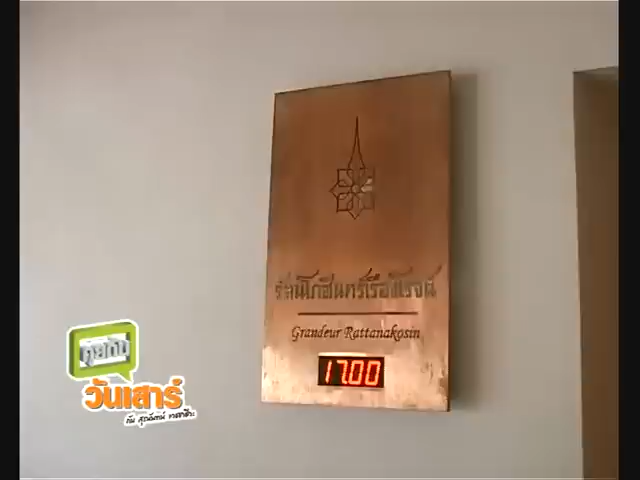 รัตนโกสินทร์เรืองโรจน์
Grandeur Rattanakosin
17.00
คุยกับ
วันเสาร์